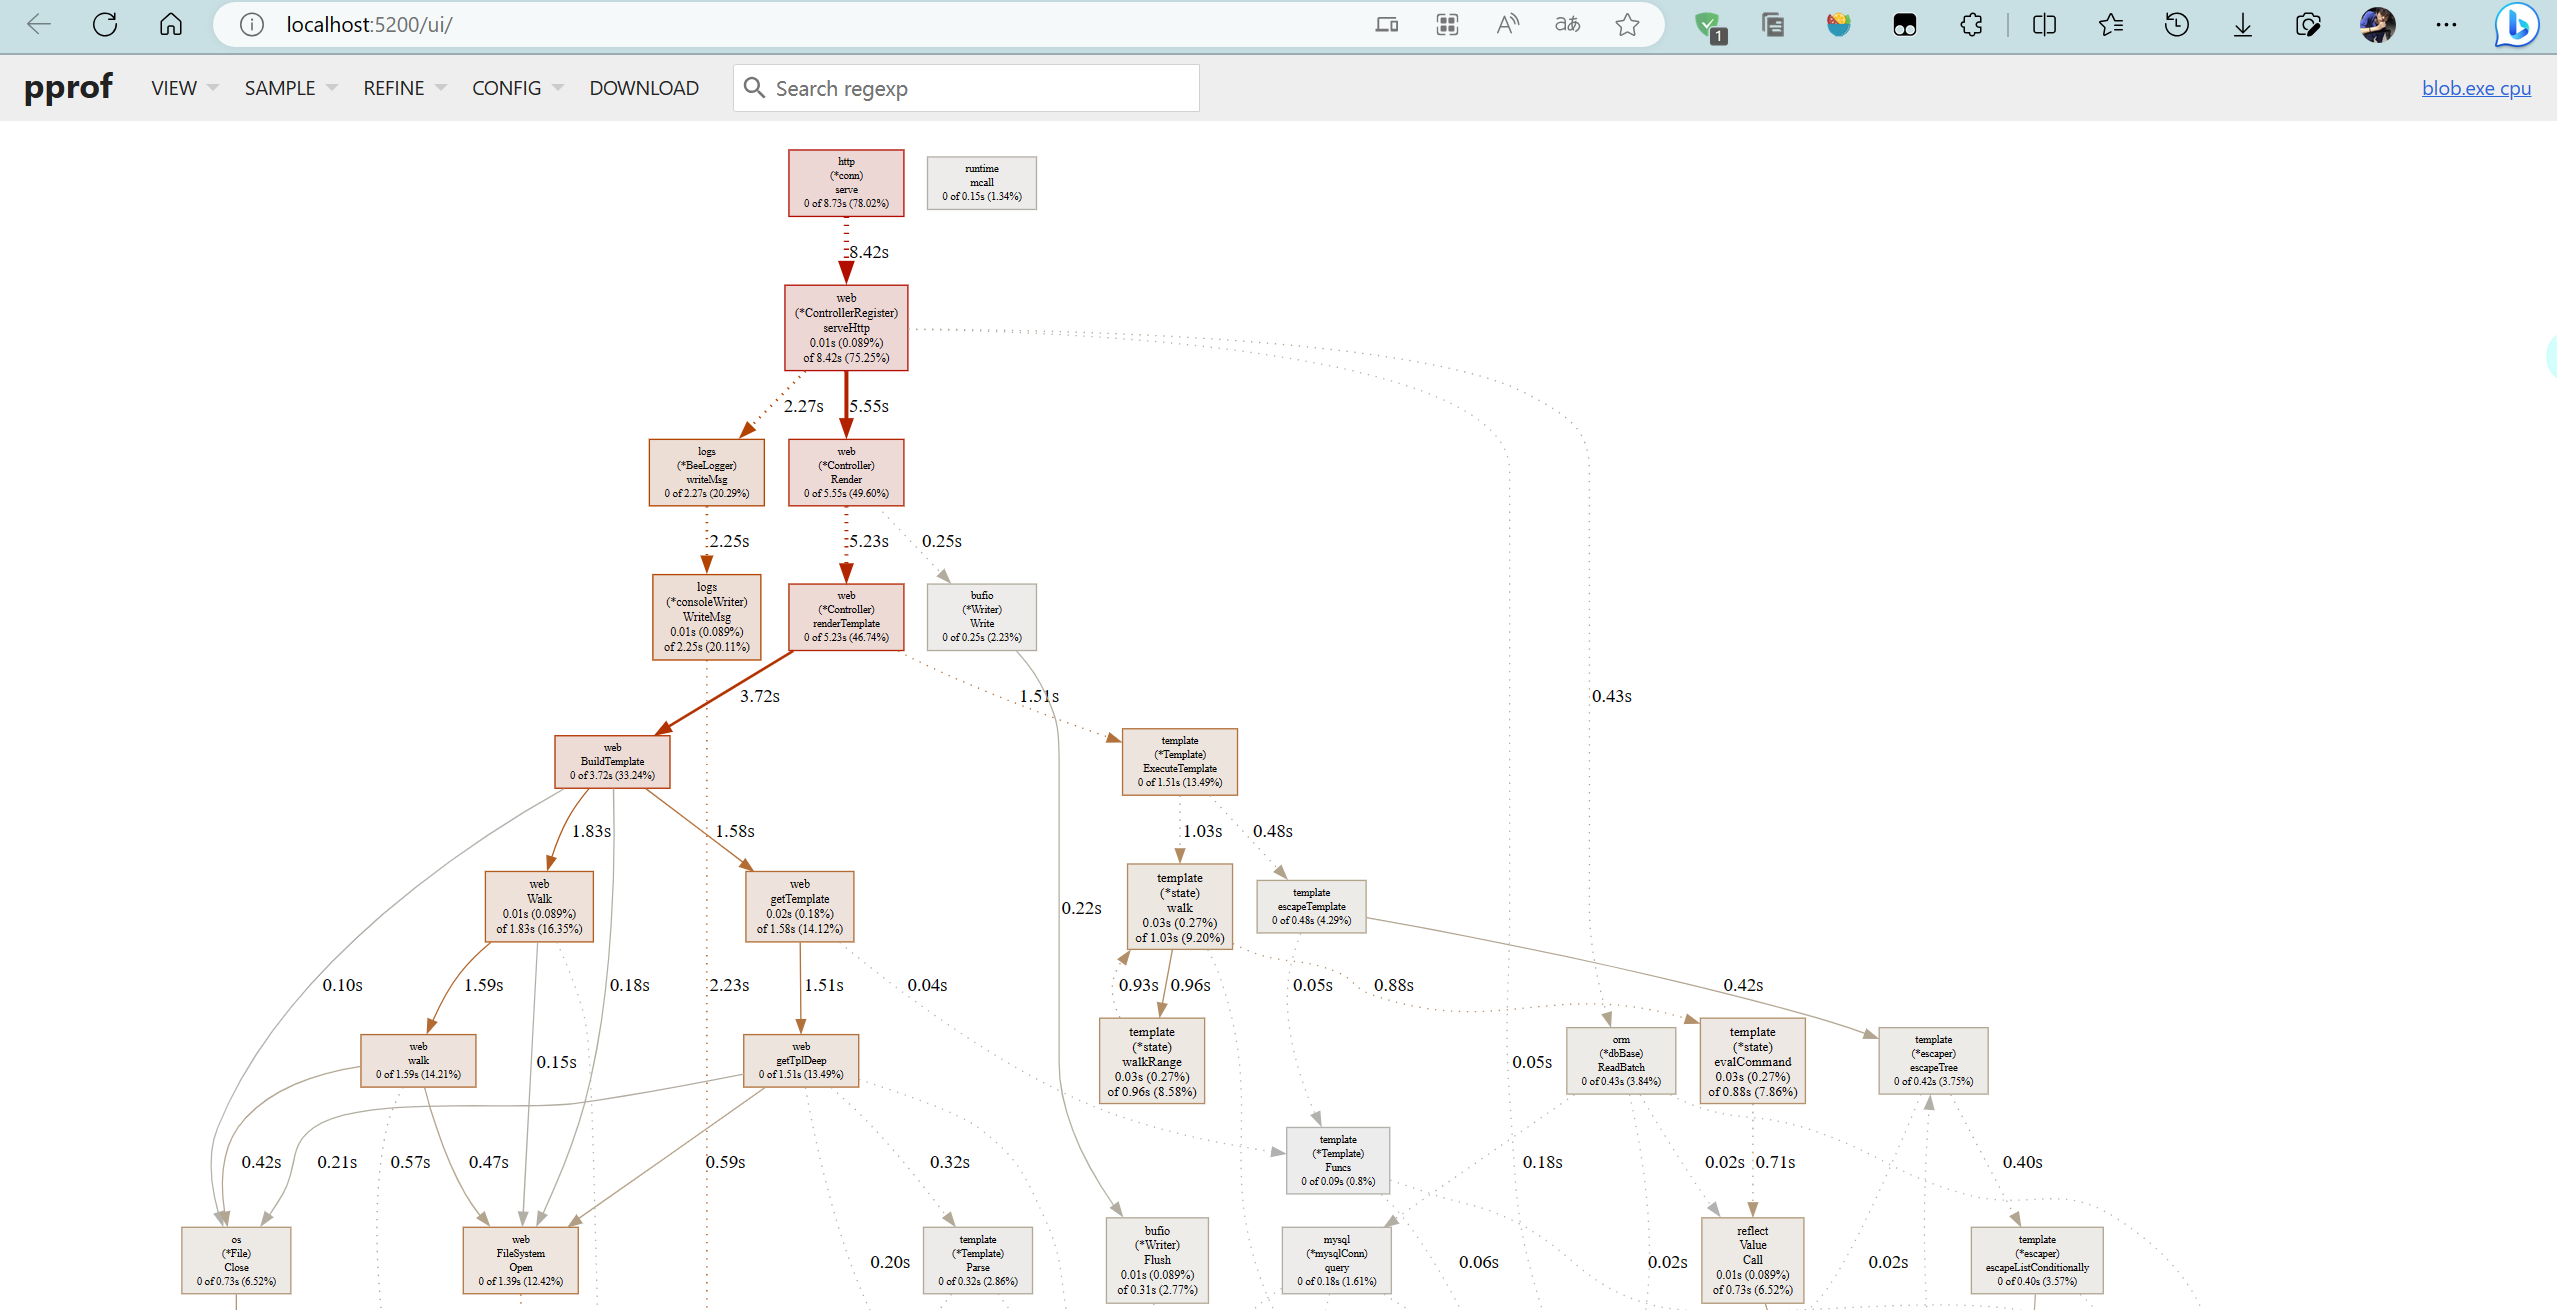 localhost:5200/ui/
1
pprof
VIEW
SAMPLE
REFINE
CONFIG
DOWNLOAD
Search regexp
blob.exe cpu
http
(*conn)
serve
0 of 8.73s (78.02%)
runtime
mcall
0 of 0.15s (1.34%)
8.42s
web
(*ControllerRegister)
serveHttp
0.01s (0.089%)
of 8.42s (75.25%)
2.27s
5.55s
logs
(*BeeLogger)
writeMsg
0 of 2.27s (20.29%)
web
(*Controller)
Render
0 of 5.55s (49.60%)
2.25s
5.23s
0.25s
logs
(*consoleWriter)
WriteMsg
0.01s (0.089%)
of 2.25s (20.11%)
web
(*Controller)
renderTemplate
0 of 5.23s (46.74%)
bufio
(*Writer)
Write
0 of 0.25s (2.23%)
3.72s
1.51s
0.43s
web
BuildTemplate
0 of 3.72s (33.24%)
template
(*Template)
ExecuteTemplate
0 of 1.51s (13.49%)
1.83s
1.58s
1.03s
0.48s
web
Walk
0.01s (0.089%)
of 1.83s (16.35%)
web
getTemplate
0.02s (0.18%)
of 1.58s (14.12%)
0.22s
template
(*state)
walk
0.03s (0.27%)
of 1.03s (9.20%)
template
escapeTemplate
0 of 0.48s (4.29%)
0.10s
1.59s
0.18s
2.23s
1.51s
0.04s
0.93s
0.96s
0.05s
0.88s
0.42s
web
walk
0 of 1.59s (14.21%)
0.15s
web
getTplDeep
0 of 1.51s (13.49%)
template
(*state)
walkRange
0.03s (0.27%)
of 0.96s (8.58%)
0.05s
orm
(*dbBase)
ReadBatch
0 of 0.43s (3.84%)
template
(*state)
evalCommand
0.03s (0.27%)
of 0.88s (7.86%)
template
(*escaper)
escapeTree
0 of 0.42s (3.75%)
0.42s
0.21s
0.57s
0.47s
0.59s
0.32s
template
(*Template)
Funcs
0 of 0.09s (0.8%)
0.18s
0.02s
0.71s
0.40s
os
(*File)
Close
0 of 0.73s (6.52%)
web
FileSystem
Open
0 of 1.39s (12.42%)
0.20s
template
(*Template)
Parse
0 of 0.32s (2.86%)
bufio
(*Writer)
Flush
0.01s (0.089%)
of 0.31s (2.77%)
mysql
(*mysqlConn)
query
0 of 0.18s (1.61%)
0.06s
0.02s
reflect
Value
Call
0.01s (0.089%)
of 0.73s (6.52%)
0.02s
template
(*escaper)
escapeListConditionally
0 of 0.40s (3.57%)